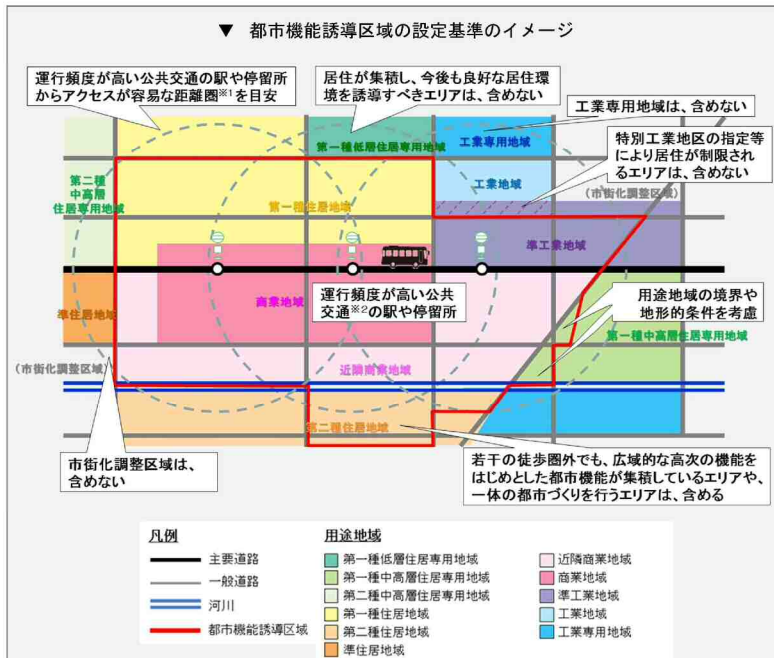 ▼ 都市機能誘導区域の設定基準のイメージ
運行頻度が高い公共交通の駅や停留所
からアクセスが容易な距離圏※1を目安
居住が集積し、今後も良好な居住環
境を誘導すべきエリアは、含めない
工業専用地域は、含めない
特別工業地区の指定等
により居住が制限され
るエリアは、含めない
第一種低層住居専用地域
工業専用地域
工業地域
(市街化調整区域)
第二種
中高層
住居専用地域
第一種住居地域
準工業地域
商業地域
運行頻度が高い公共
交通※2の駅や停留所
準住居地域
用途地域の境界や
地形的条件を考慮
第一種中高層住居専用地域
(市街化調整区域)
近隣商業地域
第二種住居地域
市街化調整区域は、
含めない
若干の徒歩圏外でも、広域的な高次の機能を
はじめとした都市機能が集積しているエリアや、
一体の都市づくりを行うエリアは、含める
凡例
主要道路
一般道路
河川
都市機能誘導区域
用途地域
第一種低層住居専用地域
第一種中高層住居専用地域
第二種中高層住居専用地域
第一種住居地域
第二種住居地域
準住居地域
近隣商業地域
商業地域
準工業地域
工業地域
工業専用地域